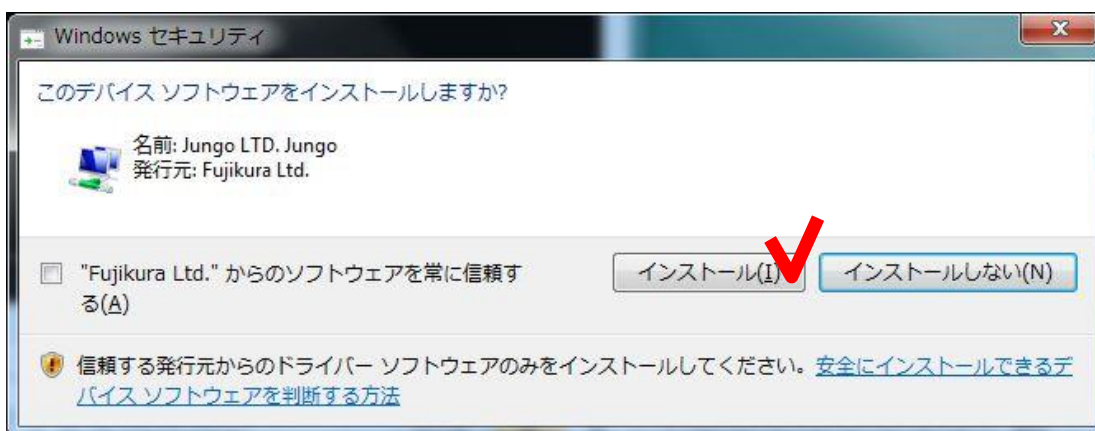 Windows セキュリティ
このデバイス ソフトウェアをインストールしますか?
名前: Jungo LTD. Jungo
発行元: Fujikura Ltd.
"Fujikura Ltd." からのソフトウェアを常に信頼す
る(A)
インストール(I)
インストールしない(N)
信頼する発行元からのドライバー ソフトウェアのみをインストールしてください。安全にインストールできるデ
バイス ソフトウェアを判断する方法